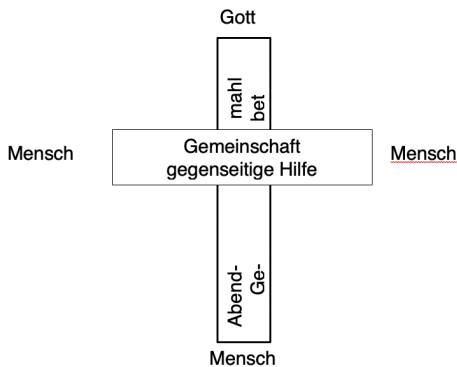 Gott
Abend- mahl
Ge- bet
Mensch
Gemeinschaft
gegenseitige Hilfe
Mensch
Mensch